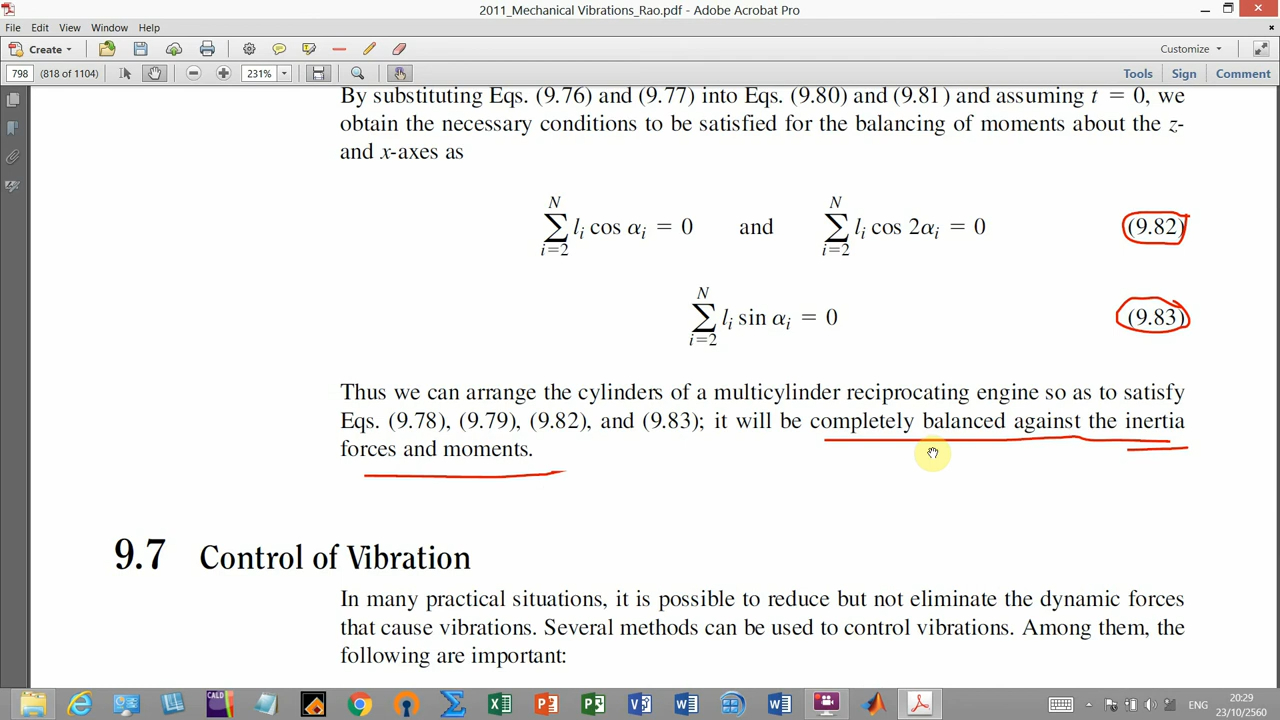 2011_Mechanical Vibrations_Rao.pdf - Adobe Acrobat Pro
File Edit View Window Help
Create Customize
798 (818 of 1104) 231% Tools Sign Comment
By substituting Eqs. (9.76) and (9.77) into Eqs. (9.80) and (9.81) and assuming t = 0, we
obtain the necessary conditions to be satisfied for the balancing of moments about the z-
and x-axes as
∑_{i=2}^{N} l_i cos α_i = 0 and ∑_{i=2}^{N} l_i cos 2α_i = 0 (9.82)
∑_{i=2}^{N} l_i sin α_i = 0 (9.83)
Thus we can arrange the cylinders of a multicylinder reciprocating engine so as to satisfy
Eqs. (9.78), (9.79), (9.82), and (9.83); it will be completely balanced against the inertia
forces and moments.
9.7 Control of Vibration
In many practical situations, it is possible to reduce but not eliminate the dynamic forces
that cause vibrations. Several methods can be used to control vibrations. Among them, the
following are important:
CALD
ENG
20:29
23/10/2560